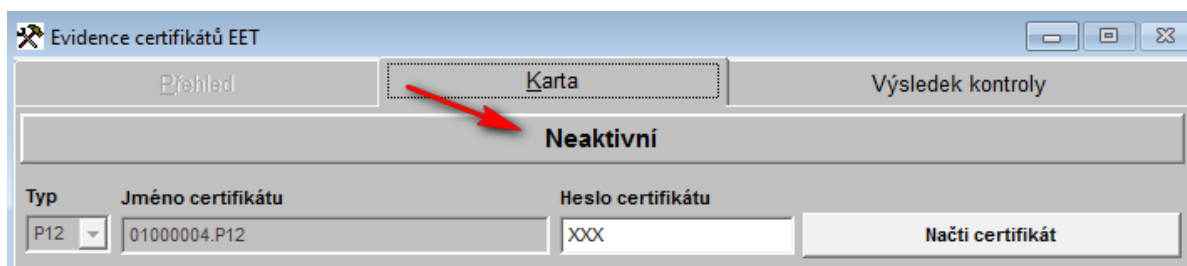 Evidence certifikátů EET
Přehled Karta Výsledek kontroly
Neaktivní
Typ Jméno certifikátu Heslo certifikátu
P12 01000004.P12 XXX Načti certifikát